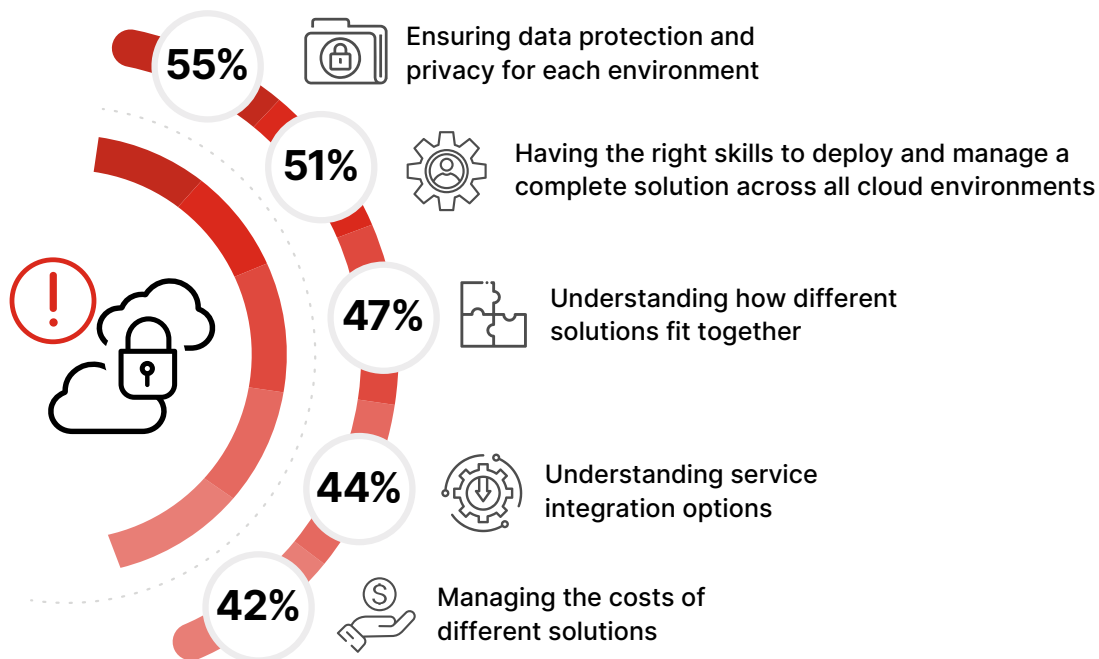 55%
Ensuring data protection and
privacy for each environment
51%
Having the right skills to deploy and manage a
complete solution across all cloud environments
47%
Understanding how different
solutions fit together
44%
Understanding service
integration options
42%
$
Managing the costs of
different solutions